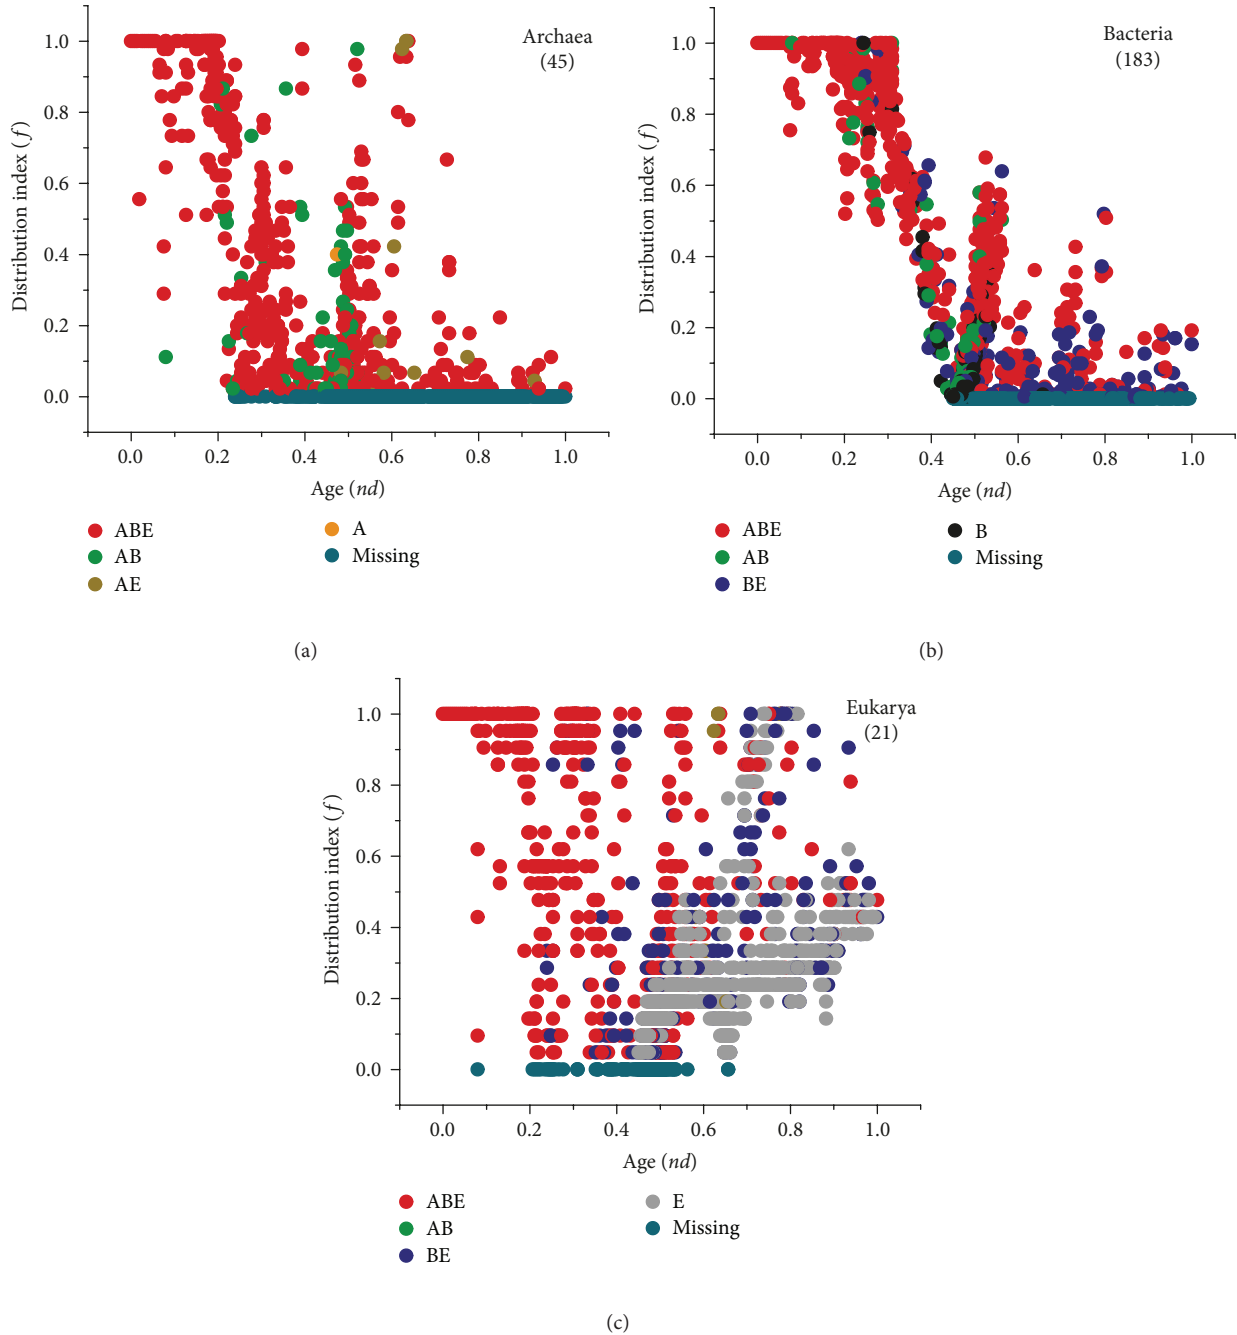 Archaea
(45)
Distribution index (f)
1.0
0.8
0.6
0.4
0.2
0.0
0.0 0.2 0.4 0.6 0.8 1.0
Age (nd)
ABE
AB
AE
A
Missing
(a)
Bacteria
(183)
Distribution index (f)
1.0
0.8
0.6
0.4
0.2
0.0
0.0 0.2 0.4 0.6 0.8 1.0
Age (nd)
ABE
AB
BE
B
Missing
(b)
Eukarya
(21)
Distribution index (f)
1.0
0.8
0.6
0.4
0.2
0.0
0.0 0.2 0.4 0.6 0.8 1.0
Age (nd)
ABE
AB
BE
E
Missing
(c)